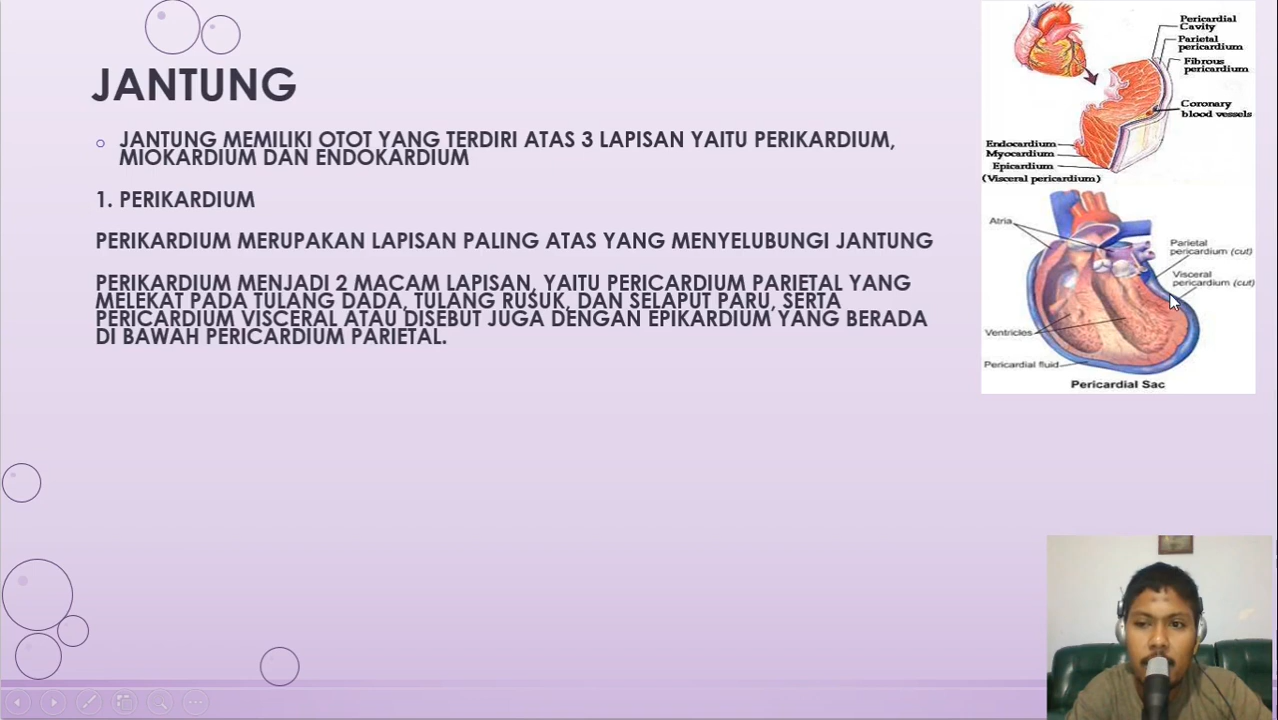 JANTUNG
JANTUNG MEMILIKI OTOT YANG TERDIRI ATAS 3 LAPISAN YAITU PERIKARDIUM,
MIOKARDIUM DAN ENDOKARDIUM
1. PERIKARDIUM
PERIKARDIUM MERUPAKAN LAPISAN PALING ATAS YANG MENYELUBUNGI JANTUNG
PERIKARDIUM MENJADI 2 MACAM LAPISAN, YAITU PERICARDIUM PARIETAL YANG
MELEKAT PADA TULANG DADA, TULANG RUSUK, DAN SELAPUT PARU, SERTA
PERICARDIUM VISCERAL ATAU DISEBUT JUGA DENGAN EPIKARDIUM YANG BERADA
DI BAWAH PERICARDIUM PARIETAL.
Pericardial
Cavity
Parietal
pericardium
Fibrous
pericardium
Coronary
blood vessels
Endocardium
Myocardium
Epicardium
(Visceral pericardium)
Atria
Parietal
pericardium (cut)
Visceral
pericardium (cut)
Ventricles
Pericardial fluid
Pericardial Sac